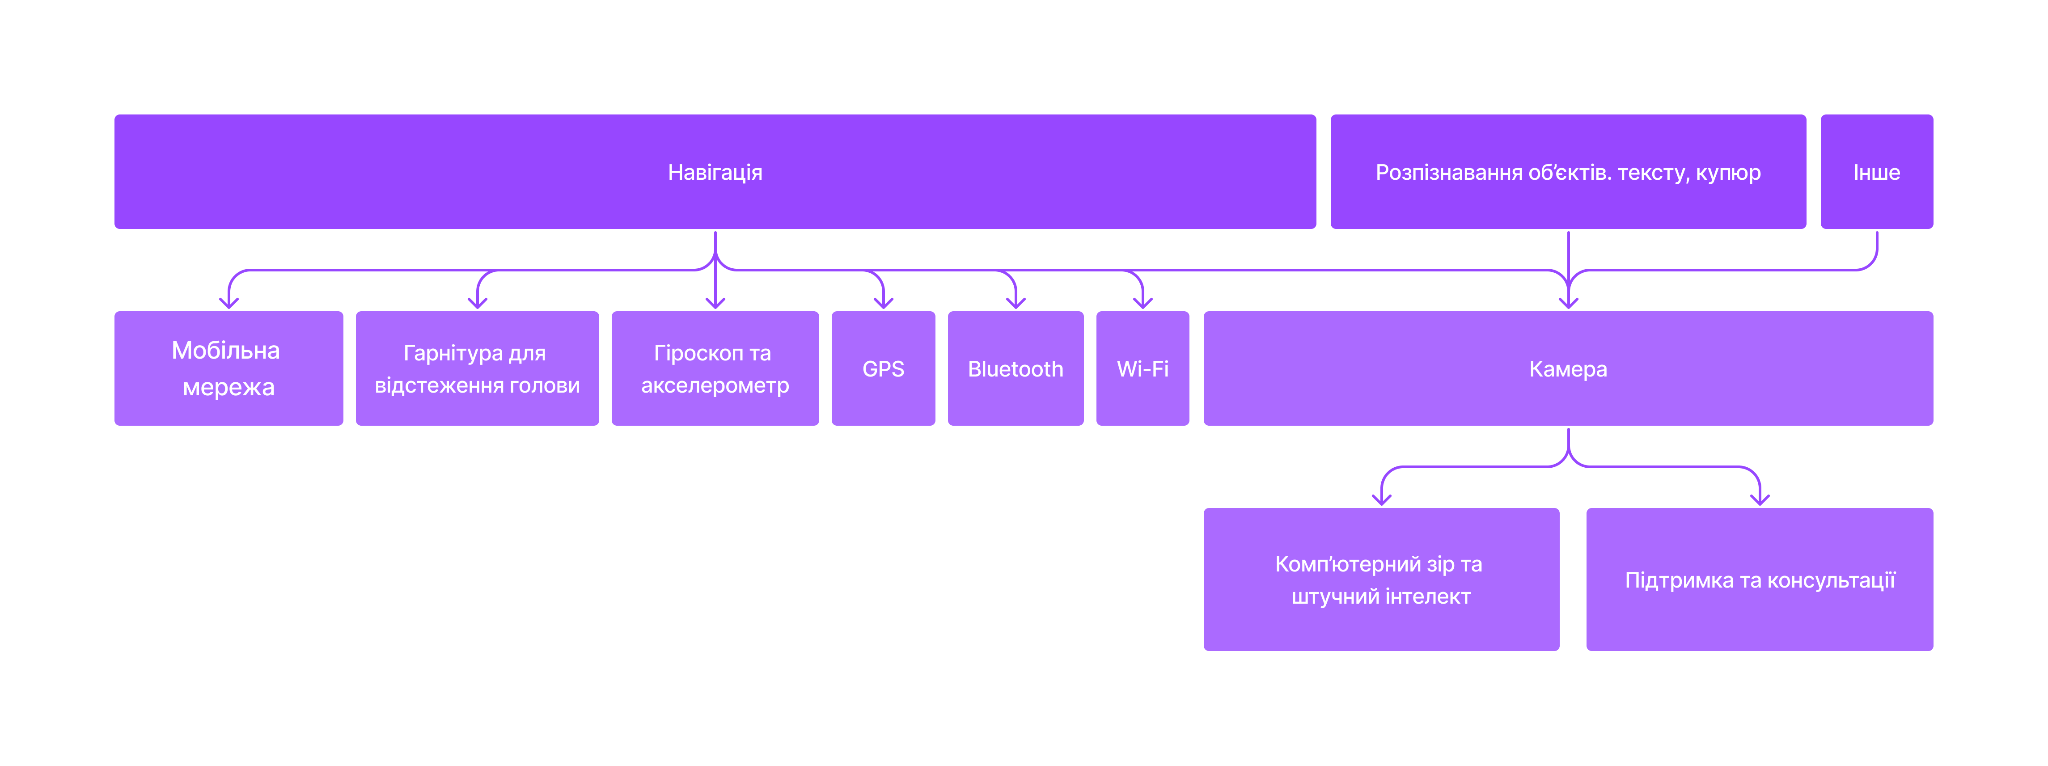 Навігація
Розпізнавання об’єктів. тексту, купюр
Інше
Мобільна
мережа
Гарнітура для
відстеження голови
Гіроскоп та
акселерометр
GPS
Bluetooth
Wi-Fi
Камера
Комп’ютерний зір та
штучний інтелект
Підтримка та консультації